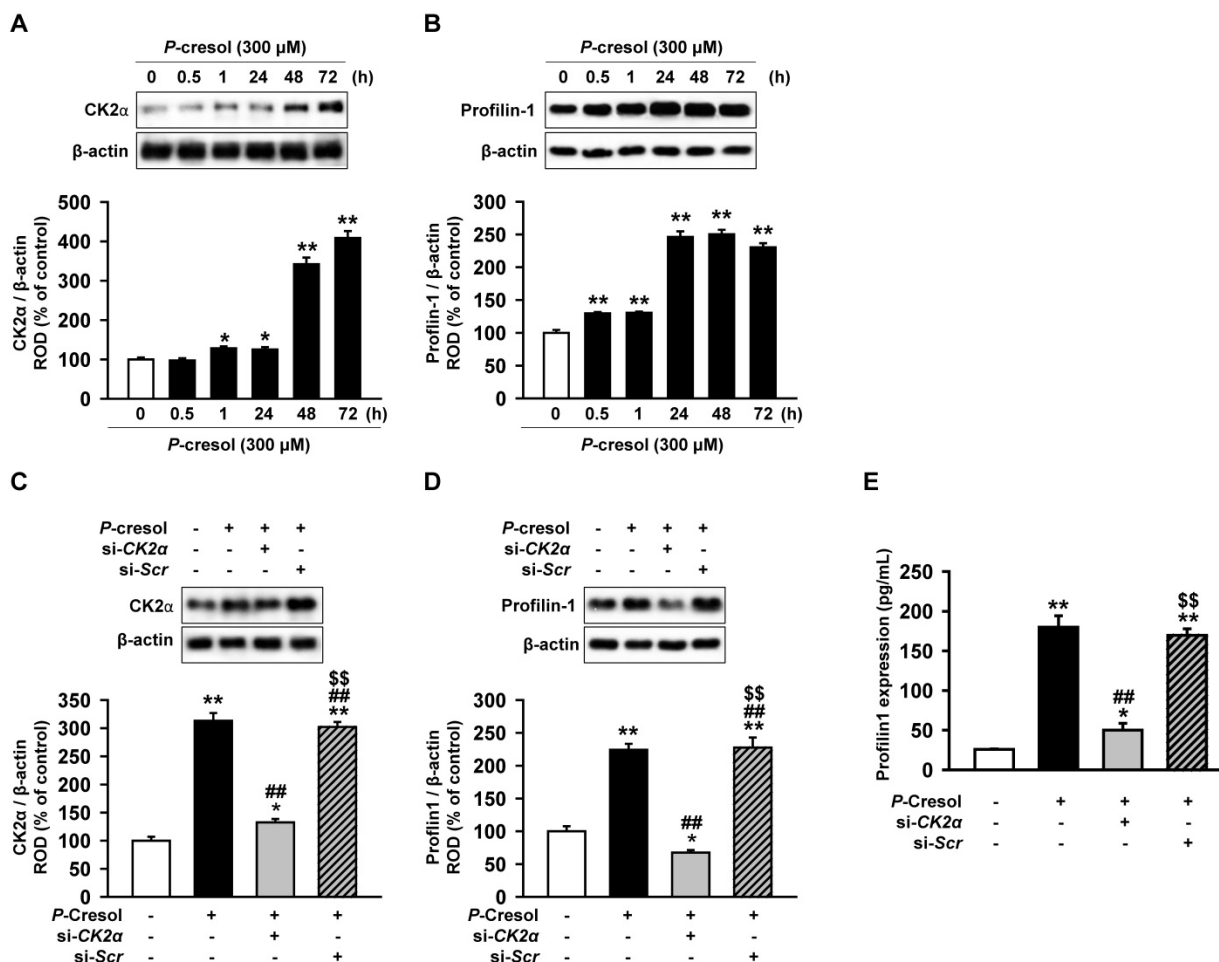 A
P-cresol (300 µM)
0 0.5 1 24 48 72 (h)
CK2α
β-actin
CK2α / β-actin
ROD (% of control)
500
400
300
200
100
0
*
*
**
**
0 0.5 1 24 48 72 (h)
P-cresol (300 µM)
B
P-cresol (300 µM)
0 0.5 1 24 48 72 (h)
Profilin-1
β-actin
Proflin-1 / β-actin
ROD (% of control)
300
250
200
150
100
50
0
**
**
**
**
**
0 0.5 1 24 48 72 (h)
P-cresol (300 µM)
C
P-cresol - + + +
si-CK2α - - + -
si-Scr - - - +
CK2α
β-actin
CK2α / β-actin
ROD (% of control)
350
300
250
200
150
100
50
0
**
##
*
$$
##
**
P-Cresol - + + +
si-CK2α - - + -
si-Scr - - - +
D
P-cresol - + + +
si-CK2α - - + -
si-Scr - - - +
Profilin-1
β-actin
Proflin1 / β-actin
ROD (% of control)
300
250
200
150
100
50
0
**
##
*
$$
##
**
P-Cresol - + + +
si-CK2α - - + -
si-Scr - - - +
E
Profilin1 expression (pg/mL)
250
200
150
100
50
0
**
##
*
$$
**
P-Cresol - + + +
si-CK2α - - + -
si-Scr - - - +